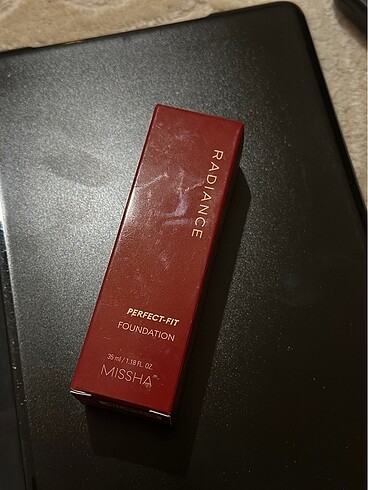 RADIANCE
PERFECT-FIT
FOUNDATION
35 ml / 1.18 FL. OZ.
MISSHA